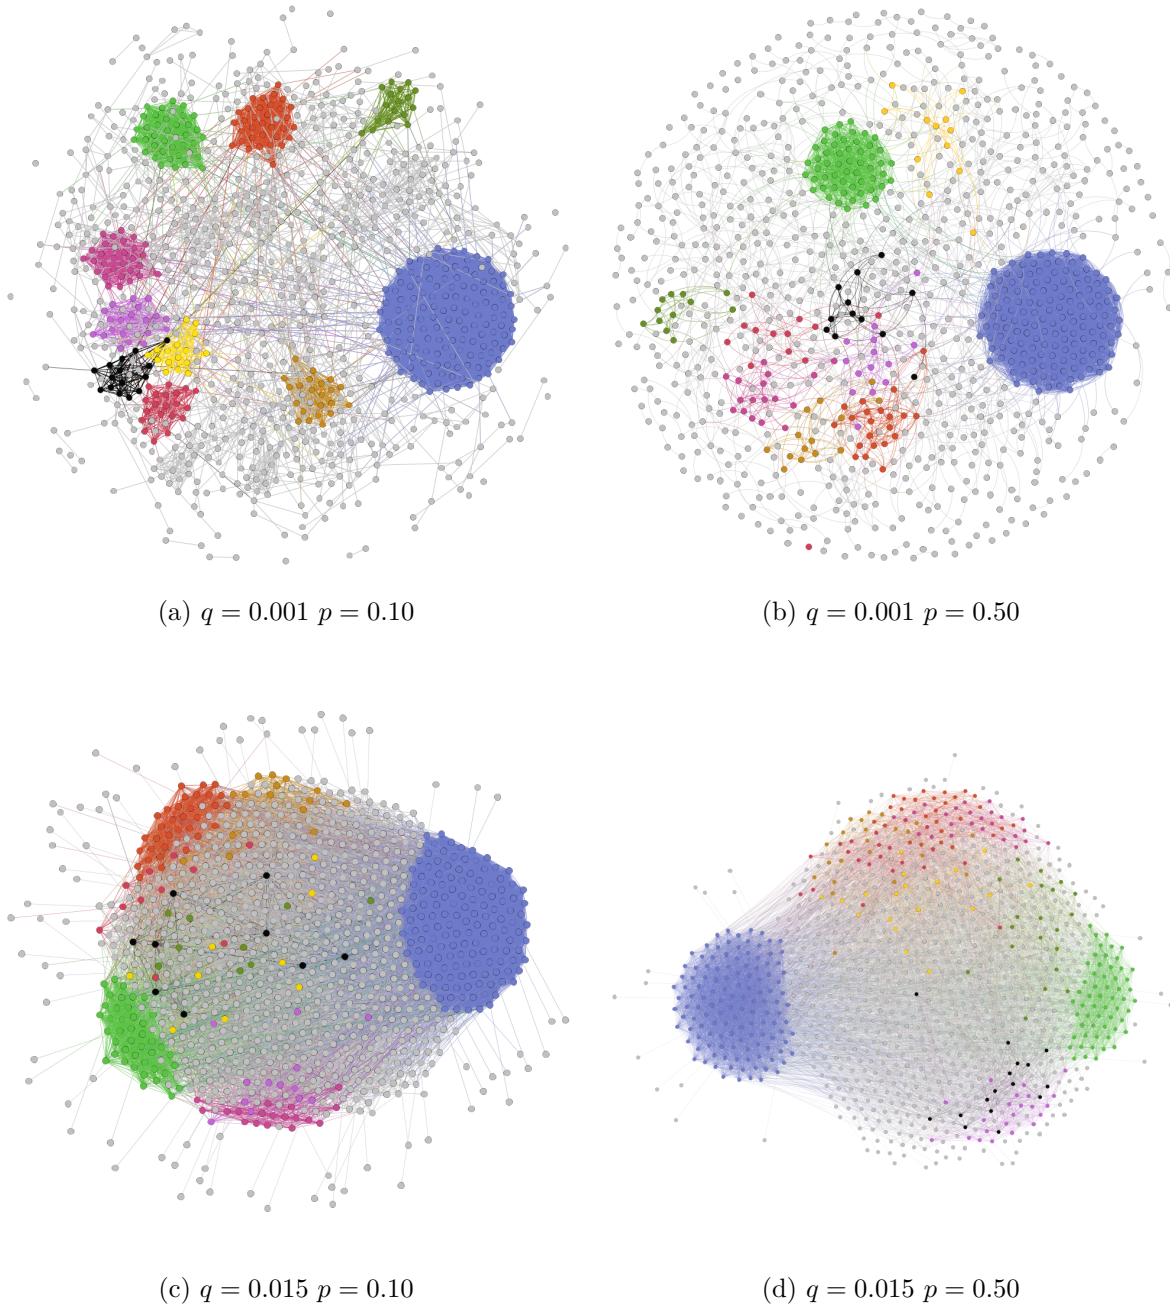 (a) q = 0.001 p = 0.10
(b) q = 0.001 p = 0.50
(c) q = 0.015 p = 0.10
(d) q = 0.015 p = 0.50